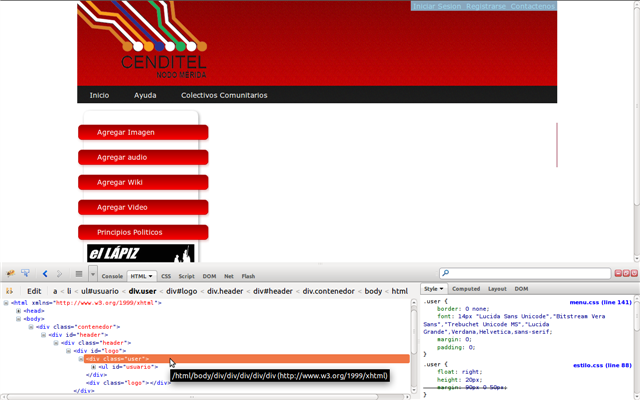 Iniciar Sesion Registrarse Contactenos
CENDITEL
NODO MÉRIDA
Inicio Ayuda Colectivos Comunitarios
Agregar Imagen
Agregar audio
Agregar Wiki
Agregar Video
Principios Politicos
el LÁPIZ
Console HTML CSS Script DOM Net Flash
Edit a < li < ul#usuario < div.user < div#logo < div.header < div#header < div.contenedor < body < html
Style Computed Layout DOM
<html xmlns="http://www.w3.org/1999/xhtml">
<head>
<body>
<div class="contenedor">
<div id="header">
<div class="header">
<div id="logo">
<div class="user">
<ul id="usuario">
</div>
<div class="logo"></div>
</div>
/html/body/div/div/div/div/div (http://www.w3.org/1999/xhtml)
.user { menu.css (line 141)
border: 0 none;
font: 14px "Lucida Sans Unicode","Bitstream Vera
Sans","Trebuchet Unicode MS","Lucida
Grande",Verdana,Helvetica,sans-serif;
margin: 0;
padding: 0;
}
.user { estilo.css (line 88)
float: right;
height: 20px;
margin: 90px 0 50px;
}